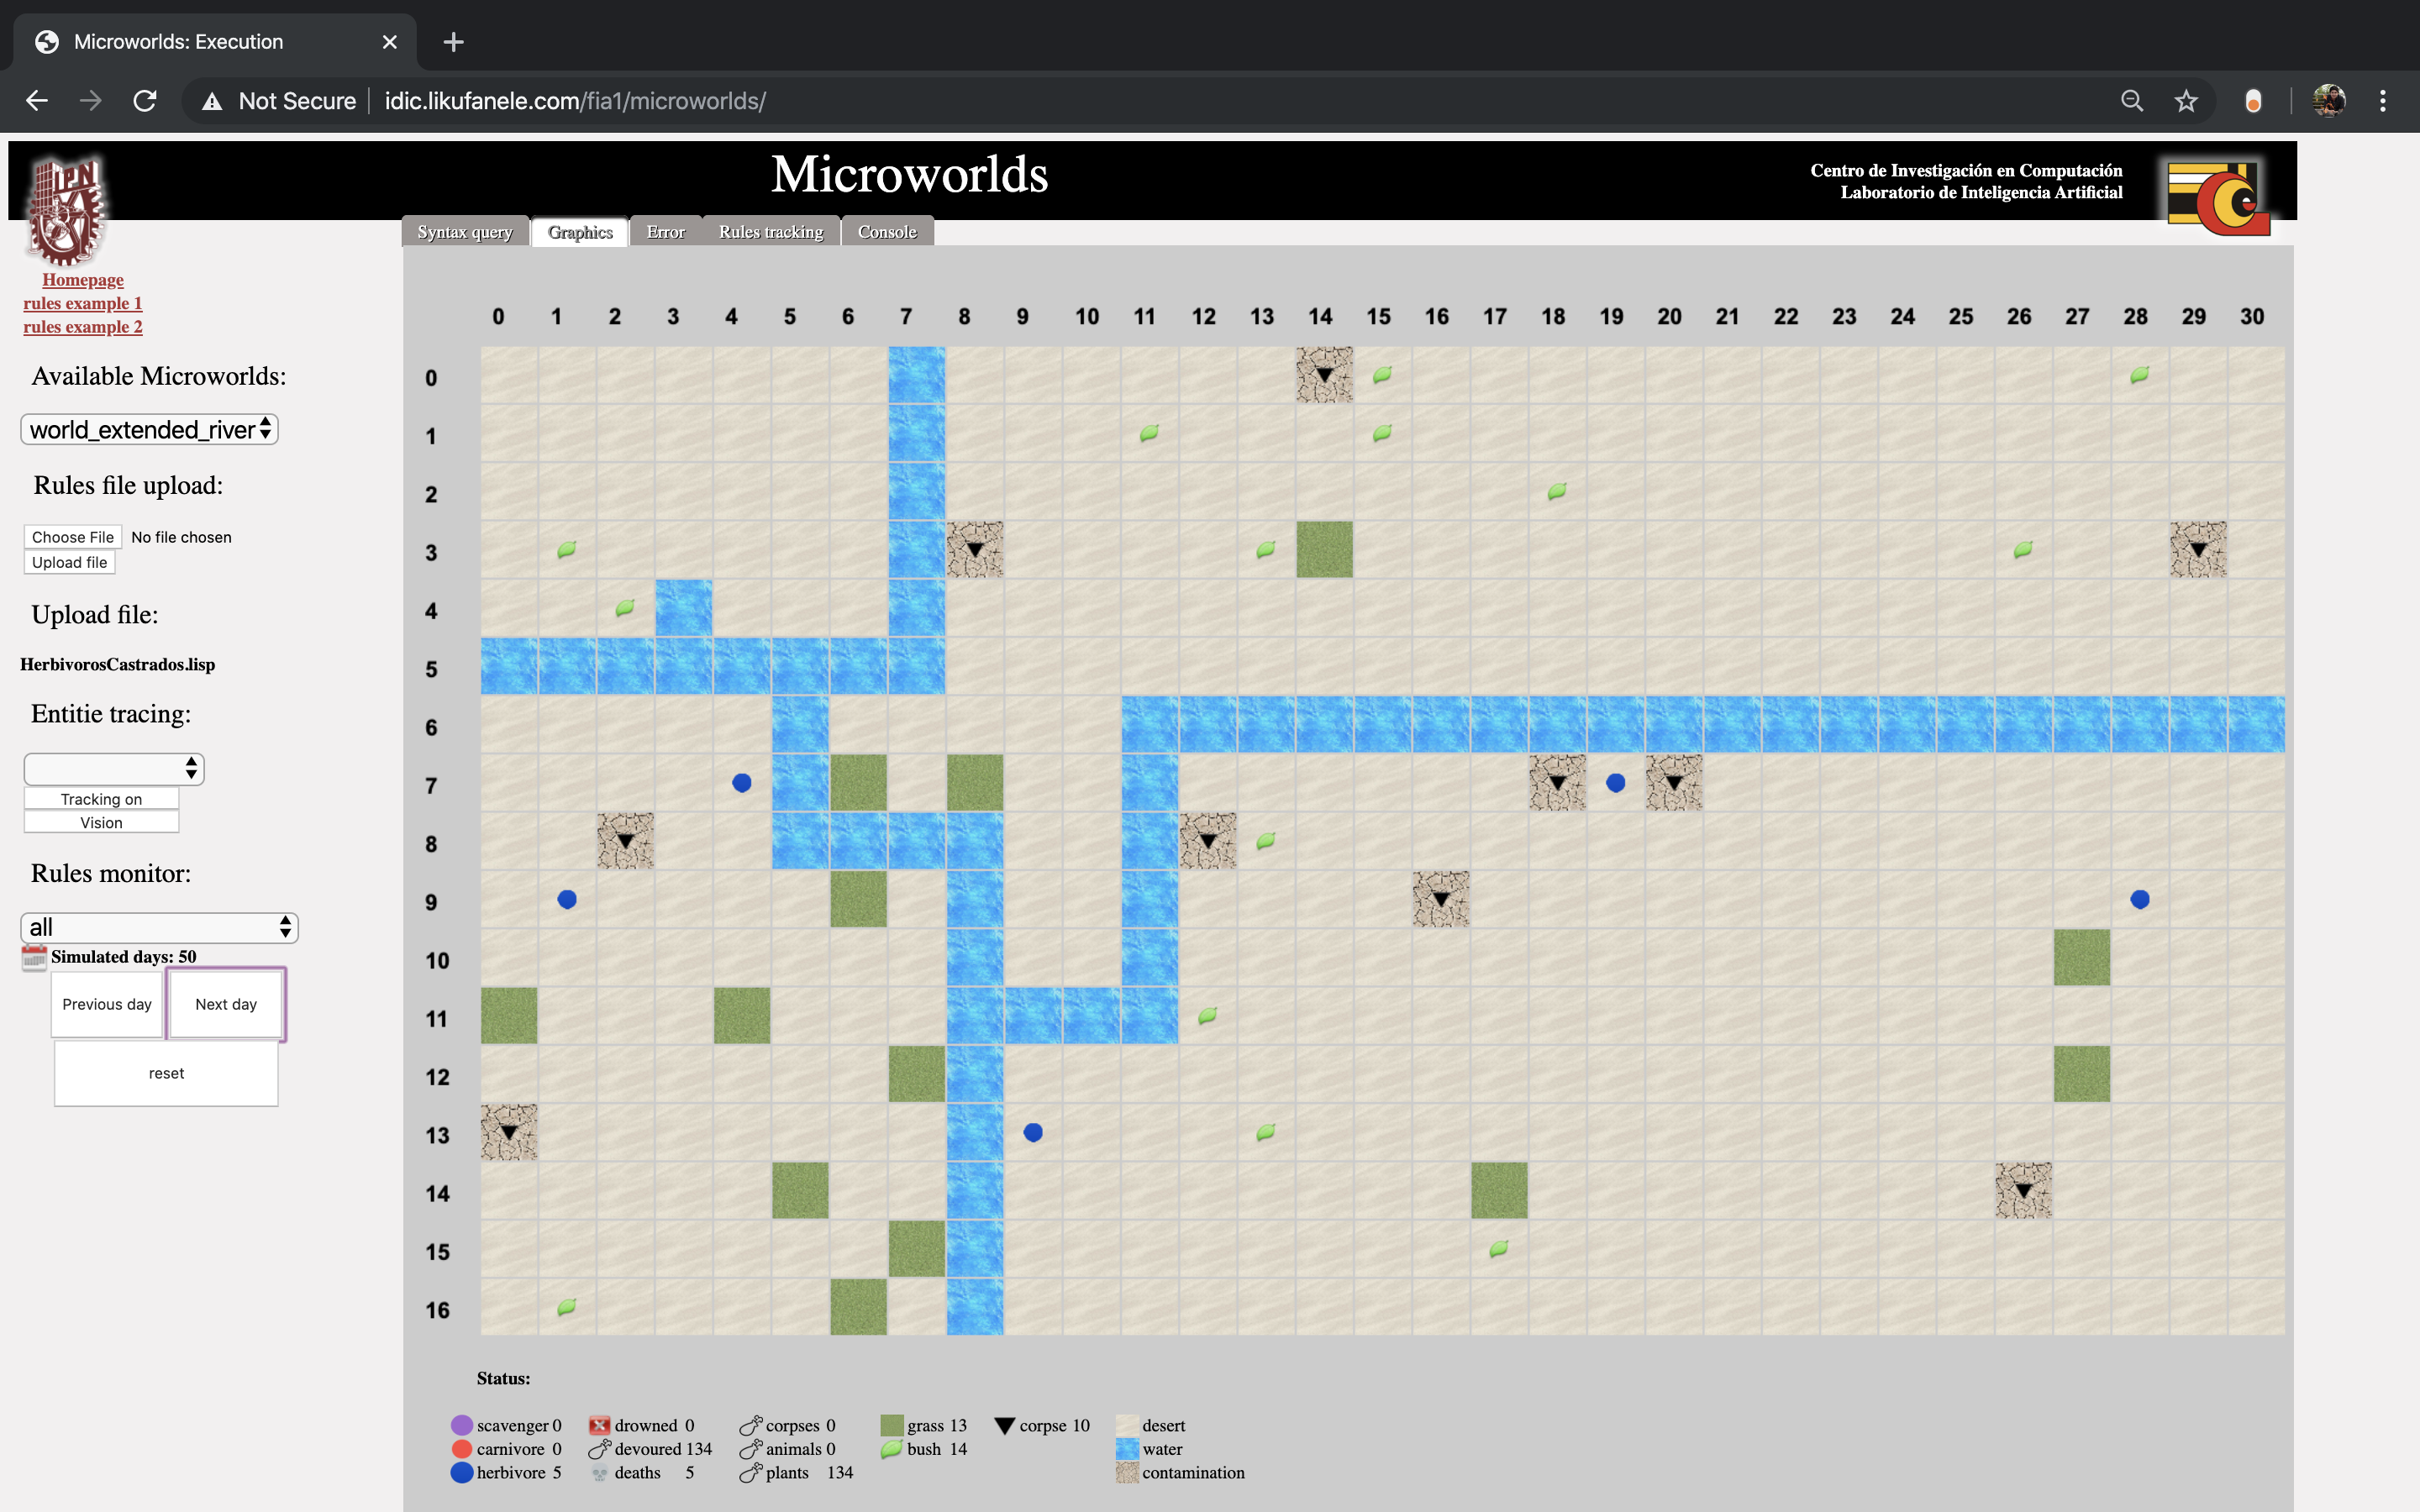 Microworlds: Execution
Not Secure
idic.likufanele.com/fia1/microworlds/
IPN
Microworlds
Centro de Investigación en Computación
Laboratorio de Inteligencia Artificial
Syntax query Graphics Error Rules tracking Console
Homepage
rules example 1
rules example 2
Available Microworlds:
world_extended_river
Rules file upload:
Choose File No file chosen
Upload file
Upload file:
HerbivorosCastrados.lisp
Entitie tracing:
Tracking on
Vision
Rules monitor:
all
Simulated days: 50
Previous day Next day
reset
0 1 2 3 4 5 6 7 8 9 10 11 12 13 14 15 16 17 18 19 20 21 22 23 24 25 26 27 28 29 30
0
1
2
3
4
5
6
7
8
9
10
11
12
13
14
15
16
Status:
scavenger 0 drowned 0 corpses 0 grass 13 corpse 10 desert
carnivore 0 devoured 134 animals 0 bush 14 water
herbivore 5 deaths 5 plants 134 contamination